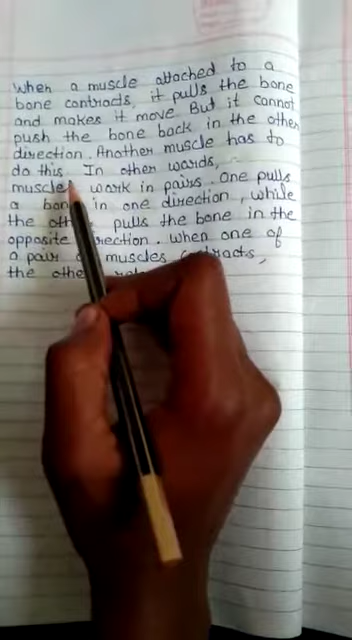 When a muscle attached to a
bone contracts, it pulls the bone
and makes it move But it cannot
push the bone back in the other
direction. Another muscle has to
do this. In other words,
muscles work in pairs. One pulls
a bone in one direction, while
the pulls the bone in the
opposite When one of
a pair muscles contracts,
the